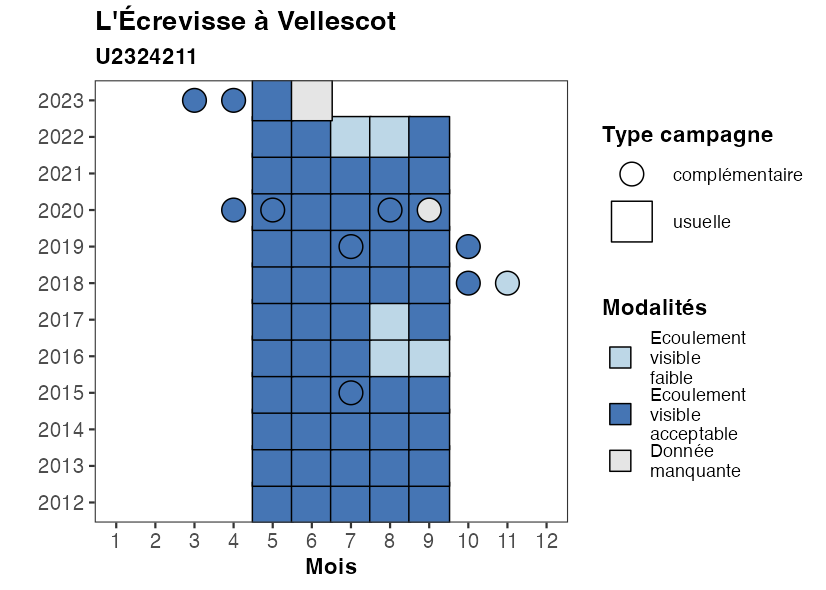 L'Écrevisse à Vellescot
U2324211
2023
2022
2021
2020
2019
2018
2017
2016
2015
2014
2013
2012
1 2 3 4 5 6 7 8 9 10 11 12
Mois
Type campagne
complémentaire
usuelle
Modalités
Ecoulement
visible
faible
Ecoulement
visible
acceptable
Donnée
manquante